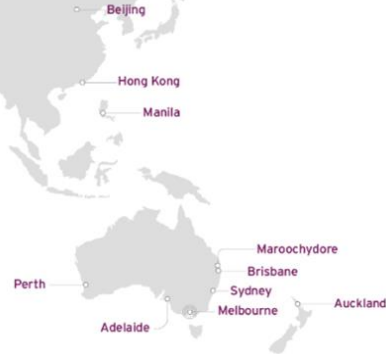 Beijing
Hong Kong
Manila
Maroochydore
Brisbane
Perth
Sydney
Auckland
Melbourne
Adelaide